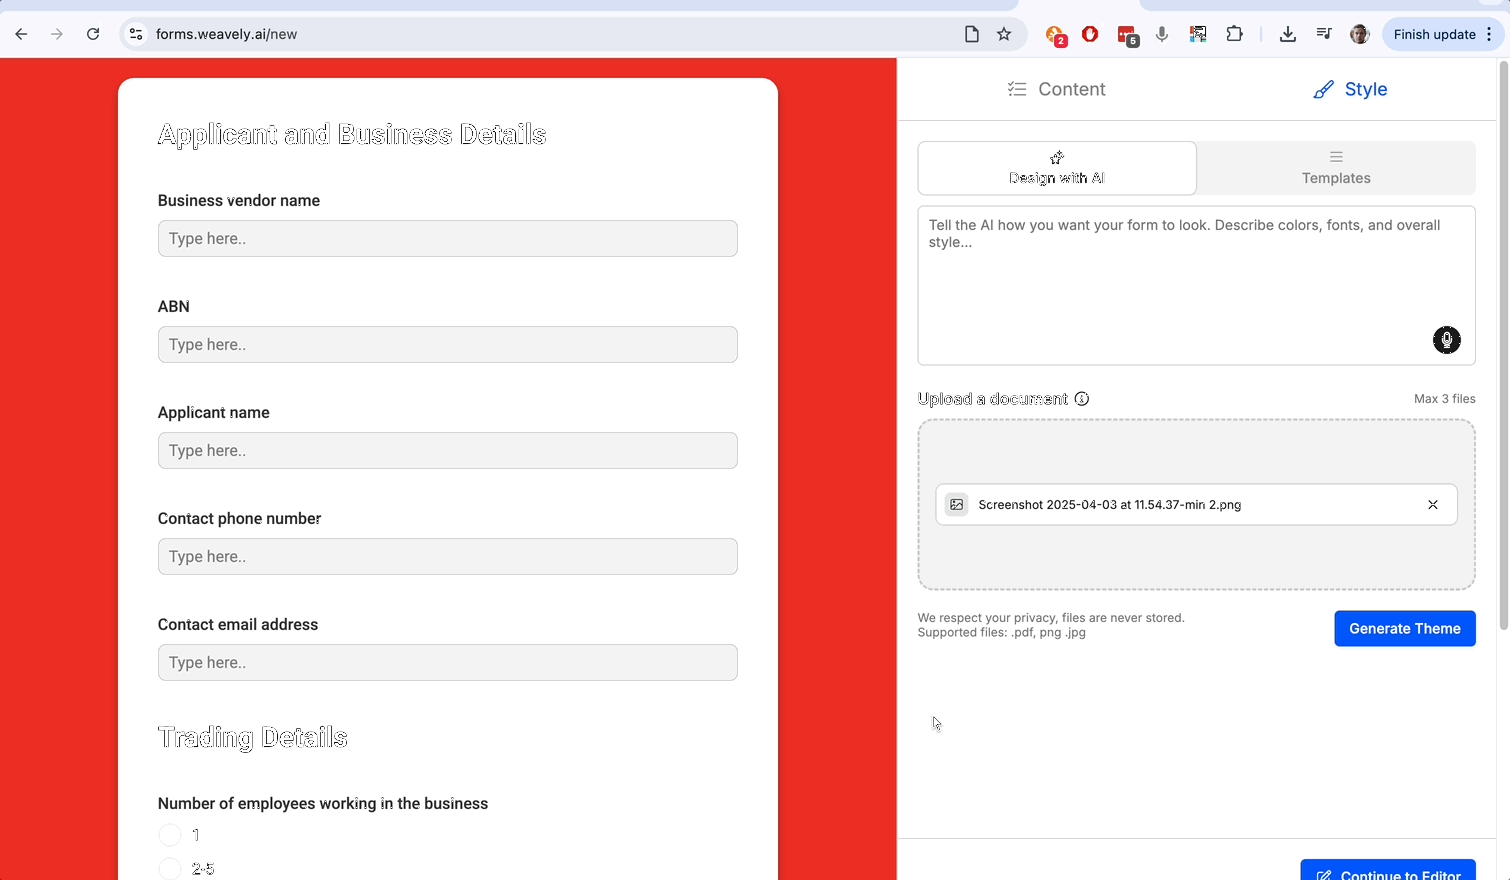 forms.weavely.ai/new
2
5
Finish update
Applicant and Business Details
Business vendor name
Type here..
ABN
Type here..
Applicant name
Type here..
Contact phone number
Type here..
Contact email address
Type here..
Trading Details
Number of employees working in the business
1
2-5
Content
Style
Design with AI
Templates
Tell the AI how you want your form to look. Describe colors, fonts, and overall
style...
Upload a document
Max 3 files
Screenshot 2025-04-03 at 11.54.37-min 2.png
We respect your privacy, files are never stored.
Supported files: .pdf, png .jpg
Generate Theme
Continue to Editor